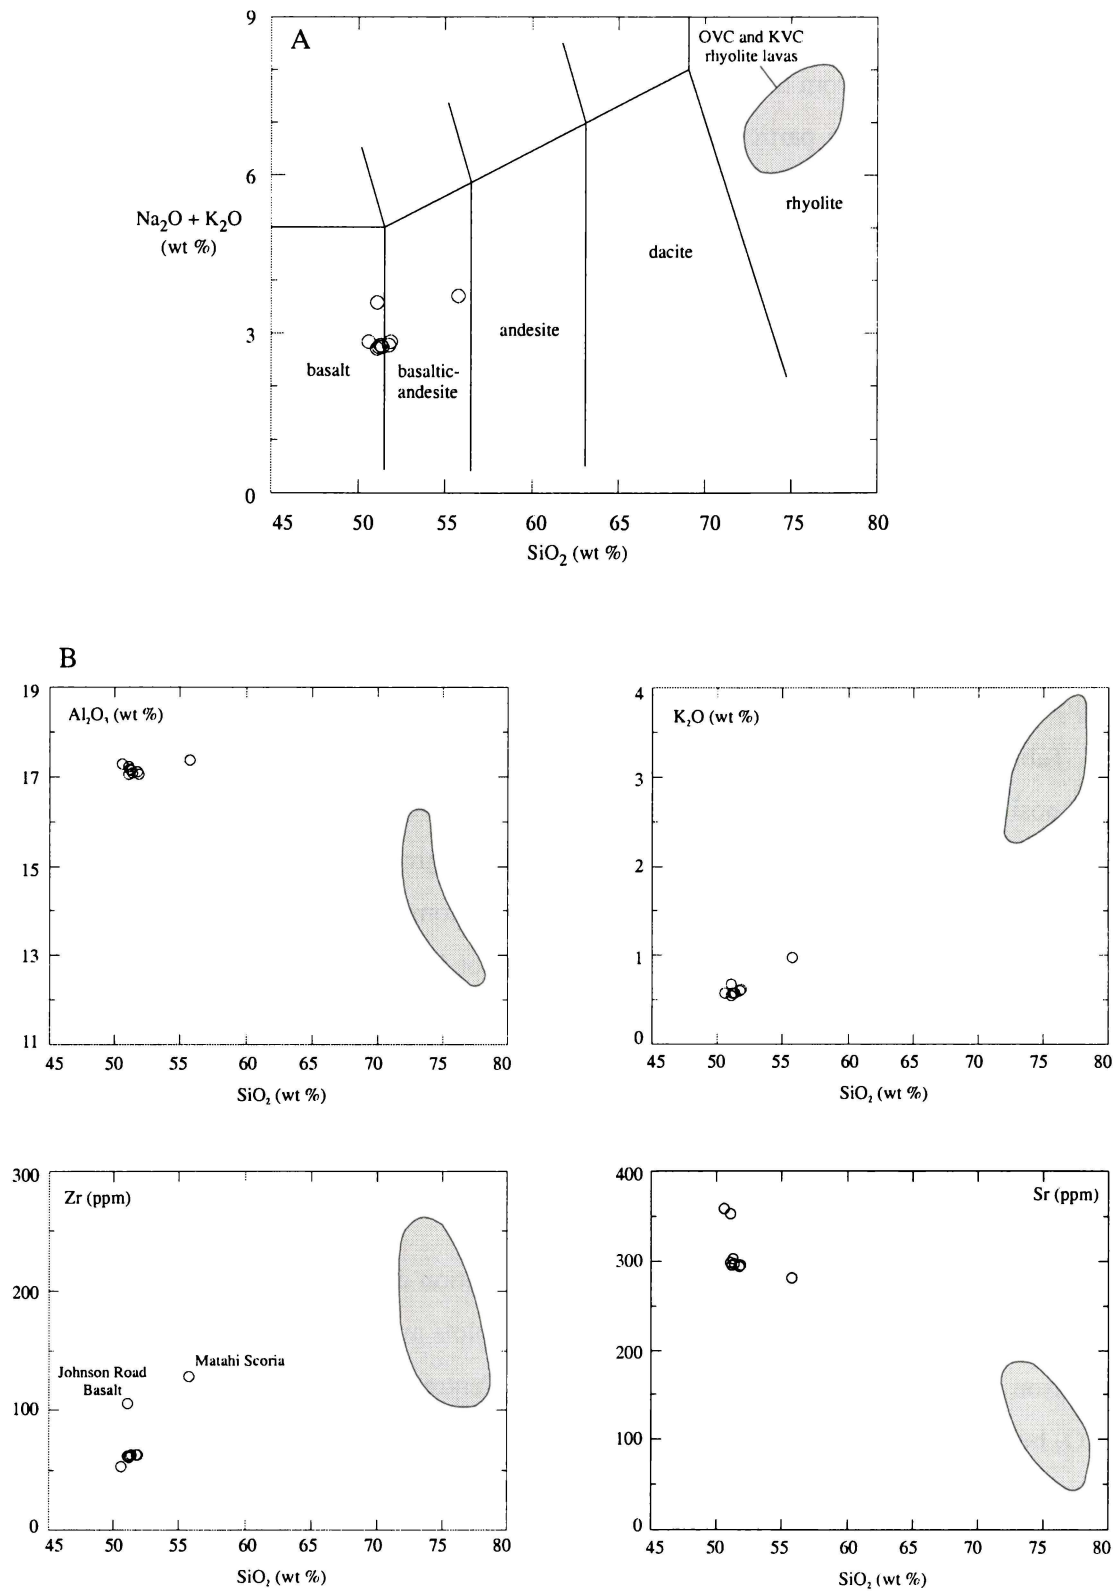 A
9
6
3
0
Na₂O + K₂O
(wt %)
OVC and KVC
rhyolite lavas
rhyolite
dacite
andesite
basalt
basaltic-
andesite
45 50 55 60 65 70 75 80
SiO₂ (wt %)
B
19
17
15
13
11
Al₂O₃ (wt %)
45 50 55 60 65 70 75 80
SiO₂ (wt %)
4
3
2
1
0
K₂O (wt %)
45 50 55 60 65 70 75 80
SiO₂ (wt %)
300
200
100
0
Zr (ppm)
Johnson Road
Basalt
Matahi Scoria
45 50 55 60 65 70 75 80
SiO₂ (wt %)
400
300
200
100
0
Sr (ppm)
45 50 55 60 65 70 75 80
SiO₂ (wt %)